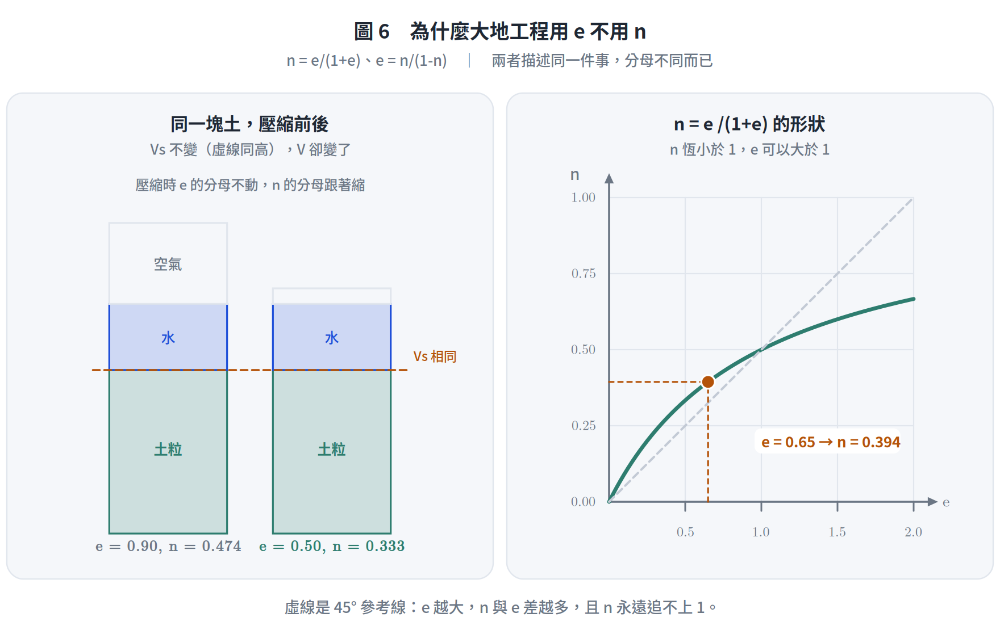 圖 6　為什麼大地工程用 e 不用 n
n = e/(1+e)、e = n/(1-n)　｜　兩者描述同一件事，分母不同而已
同一塊土，壓縮前後
Vs 不變（虛線同高），V 卻變了
壓縮時 e 的分母不動，n 的分母跟著縮
空氣
水
水
Vs 相同
土粒
土粒
e = 0.90, n = 0.474
e = 0.50, n = 0.333
n = e /(1+e) 的形狀
n 恆小於 1，e 可以大於 1
n
1.00
0.75
0.50
0.25
e = 0.65 → n = 0.394
0.00
e
0.5
1.0
1.5
2.0
虛線是 45° 參考線：e 越大，n 與 e 差越多，且 n 永遠追不上 1。